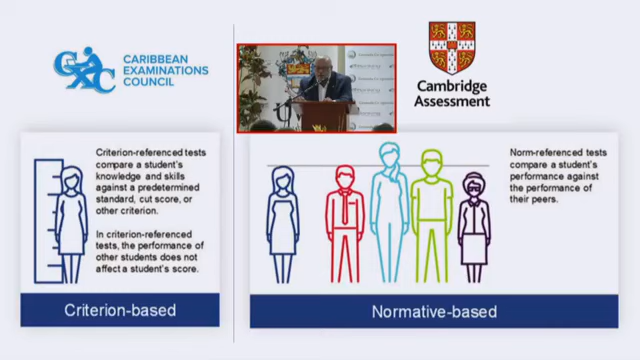 CXC
CARIBBEAN
EXAMINATIONS
COUNCIL
Cambridge
Assessment
Criterion-referenced tests
compare a student's
knowledge and skills
against a predetermined
standard, cut score, or
other criterion.
In criterion-referenced
tests, the performance of
other students does not
affect a student's score.
Criterion-based
Norm-referenced tests
compare a student's
performance against
the performance of
their peers.
Normative-based